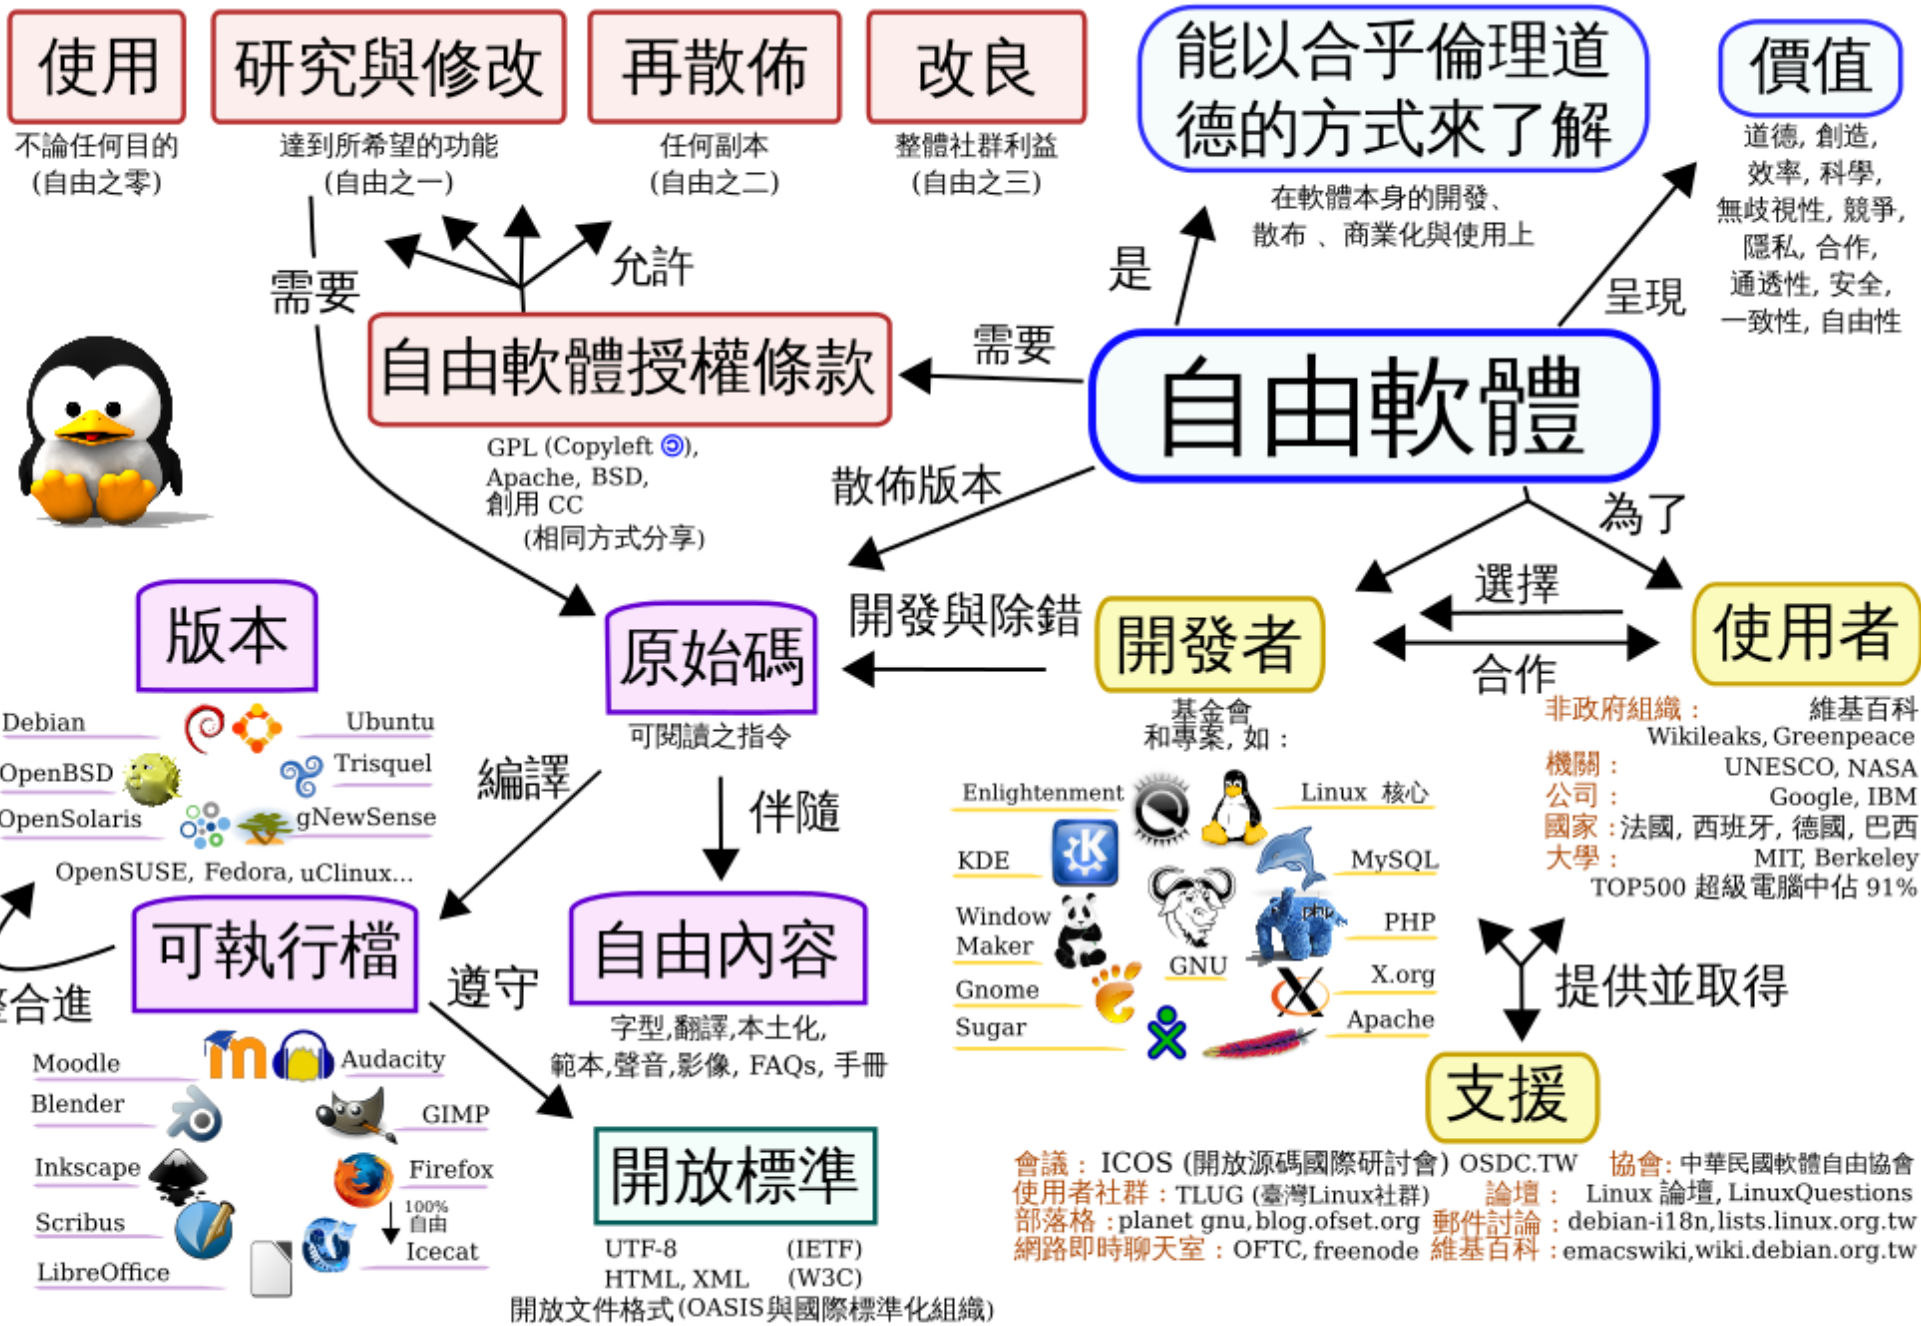 使用
不論任何目的
(自由之零)
研究與修改
達到所希望的功能
(自由之一)
再散佈
任何副本
(自由之二)
改良
整體社群利益
(自由之三)
能以合乎倫理道
德的方式來了解
在軟體本身的開發、
散布 、商業化與使用上
價值
道德, 創造,
效率, 科學,
無歧視性, 競爭,
隱私, 合作,
通透性, 安全,
一致性, 自由性
需要
允許
是
呈現
自由軟體授權條款
需要
自由軟體
GPL (Copyleft ),
Apache, BSD,
創用 CC
(相同方式分享)
散佈版本
為了
版本
Debian
Ubuntu
OpenBSD
Trisquel
OpenSolaris
gNewSense
OpenSUSE, Fedora, uClinux...
原始碼
可閱讀之指令
開發與除錯
開發者
基金會
和專案, 如 :
選擇
合作
使用者
非政府組織 : 維基百科
Wikileaks, Greenpeace
機關 : UNESCO, NASA
公司 : Google, IBM
國家 : 法國, 西班牙, 德國, 巴西
大學 : MIT, Berkeley
TOP500 超級電腦中佔 91%
編譯
伴隨
Enlightenment
Linux 核心
KDE
MySQL
Window
Maker
PHP
php
GNU
Gnome
X.org
Sugar
Apache
可執行檔
合進
遵守
自由內容
字型,翻譯,本土化,
範本,聲音,影像, FAQs, 手冊
提供並取得
支援
Moodle
Audacity
Blender
GIMP
Inkscape
Firefox
100%
自由
Scribus
Icecat
LibreOffice
開放標準
UTF-8 (IETF)
HTML, XML (W3C)
開放文件格式 (OASIS與國際標準化組織)
會議 : ICOS (開放源碼國際研討會) OSDC.TW 協會: 中華民國軟體自由協會
使用者社群 : TLUG (臺灣Linux社群) 論壇 : Linux 論壇, LinuxQuestions
部落格 : planet gnu, blog.ofset.org 郵件討論 : debian-i18n, lists.linux.org.tw
網路即時聊天室 : OFTC, freenode 維基百科 : emacswiki, wiki.debian.org.tw